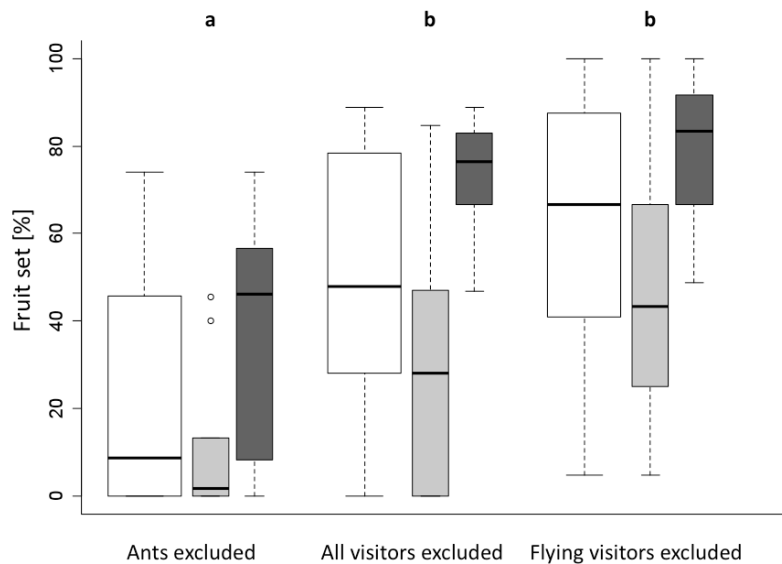 a b b
Fruit set [%]
100
80
60
40
20
0
Ants excluded All visitors excluded Flying visitors excluded